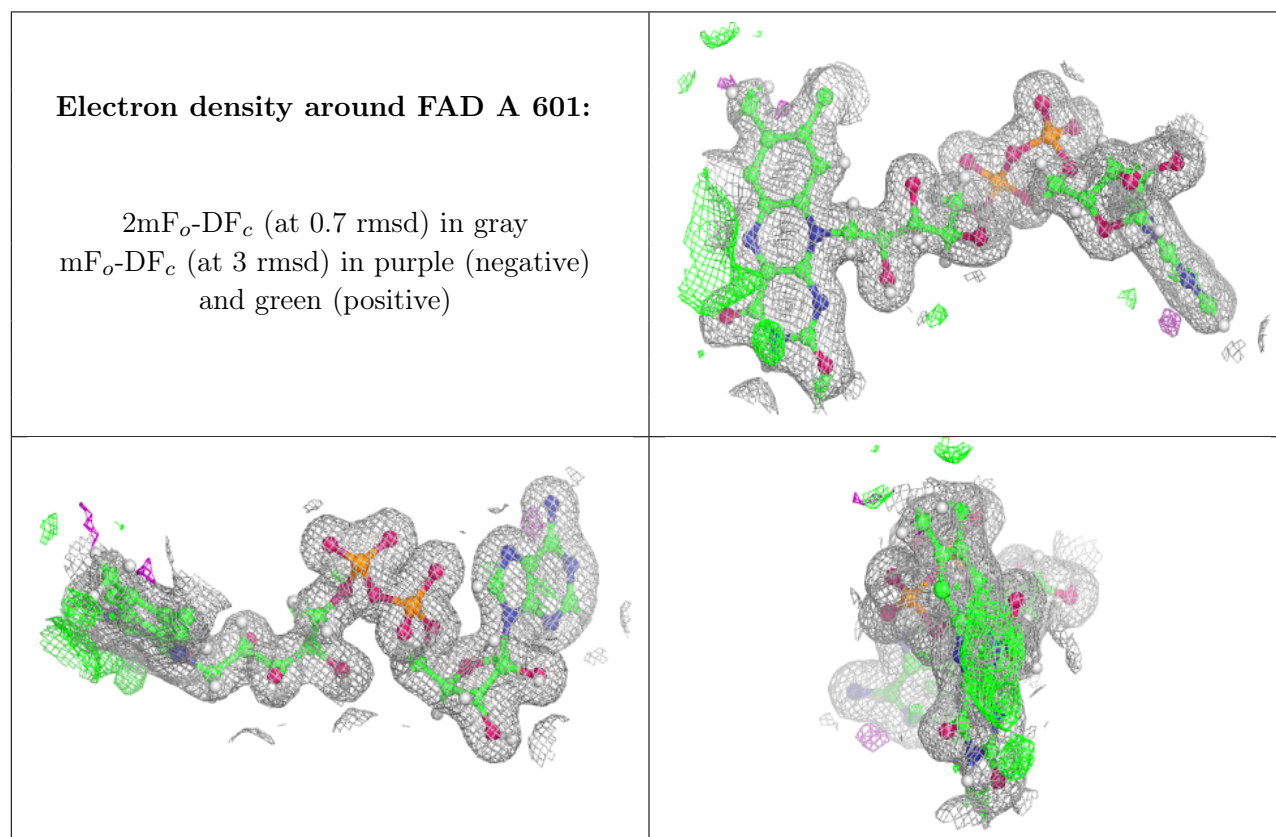 Electron density around FAD A 601:
2mFo-DFc (at 0.7 rmsd) in gray
mFo-DFc (at 3 rmsd) in purple (negative)
and green (positive)